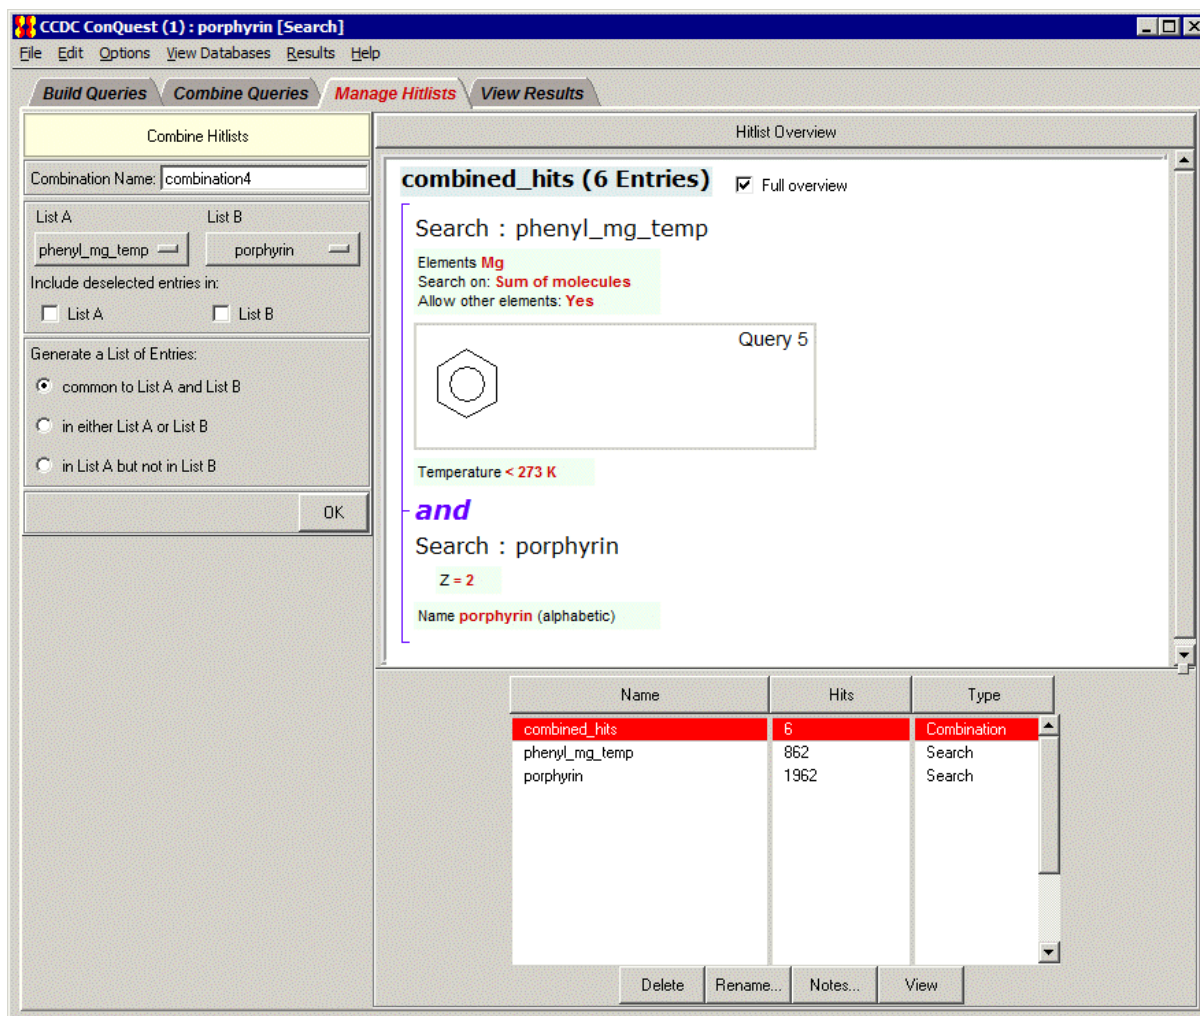 CCDC ConQuest (1) : porphyrin [Search]
File Edit Options View Databases Results Help
Build Queries Combine Queries Manage Hitlists View Results
Combine Hitlists
Combination Name: combination4
List A List B
phenyl_mg_temp porphyrin
Include deselected entries in:
List A List B
Generate a List of Entries:
common to List A and List B
in either List A or List B
in List A but not in List B
OK
Hitlist Overview
combined_hits (6 Entries) Full overview
Search : phenyl_mg_temp
Elements Mg
Search on: Sum of molecules
Allow other elements: Yes
Query 5
Temperature < 273 K
and
Search : porphyrin
Z = 2
Name porphyrin (alphabetic)
Name Hits Type
combined_hits 6 Combination
phenyl_mg_temp 862 Search
porphyrin 1962 Search
Delete Rename... Notes... View